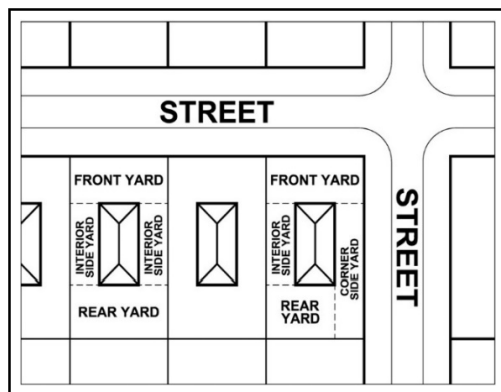 STREET
FRONT YARD
FRONT YARD
STREET
INTERIOR
SIDE YARD
INTERIOR
SIDE YARD
INTERIOR
SIDE YARD
CORNER
SIDE YARD
REAR YARD
REAR
YARD